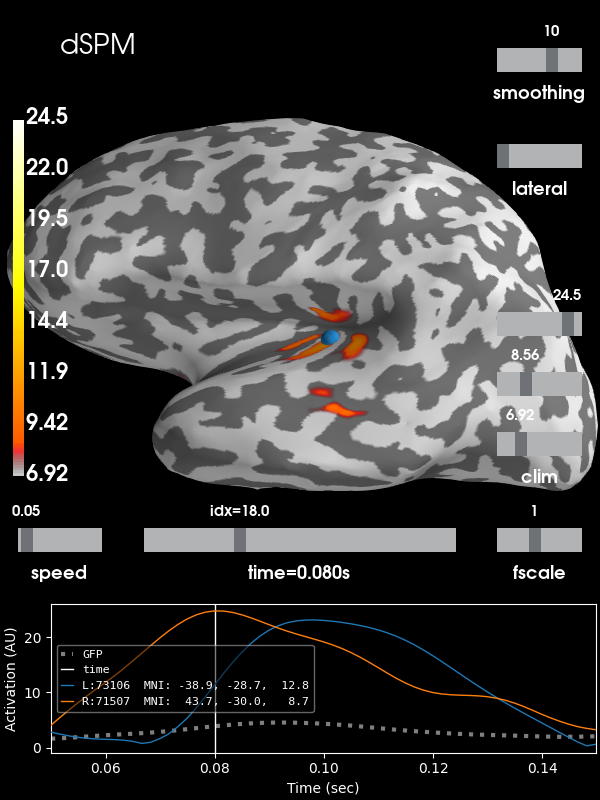 dSPM
10
smoothing
lateral
24.5
22.0
19.5
17.0
14.4
11.9
9.42
6.92
24.5
8.56
6.92
clim
0.05
speed
idx=18.0
time=0.080s
1
fscale
Activation (AU)
20
10
0
GFP
time
L:73106 MNI: -38.9, -28.7, 12.8
R:71507 MNI: 43.7, -30.0, 8.7
0.06 0.08 0.10 0.12 0.14
Time (sec)